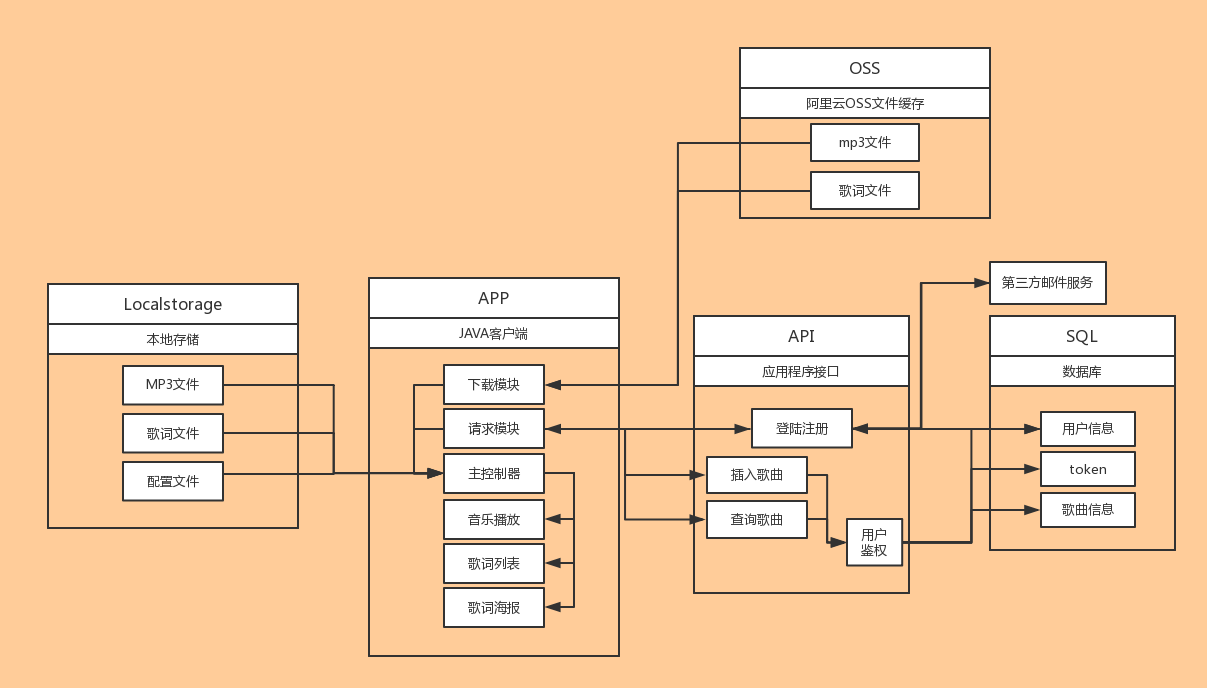 OSS
阿里云OSS文件缓存
mp3文件
歌词文件
Localstorage
本地存储
MP3文件
歌词文件
配置文件
APP
JAVA客户端
下载模块
请求模块
主控制器
音乐播放
歌词列表
歌词海报
API
应用程序接口
登陆注册
插入歌曲
查询歌曲
用户
鉴权
第三方邮件服务
SQL
数据库
用户信息
token
歌曲信息